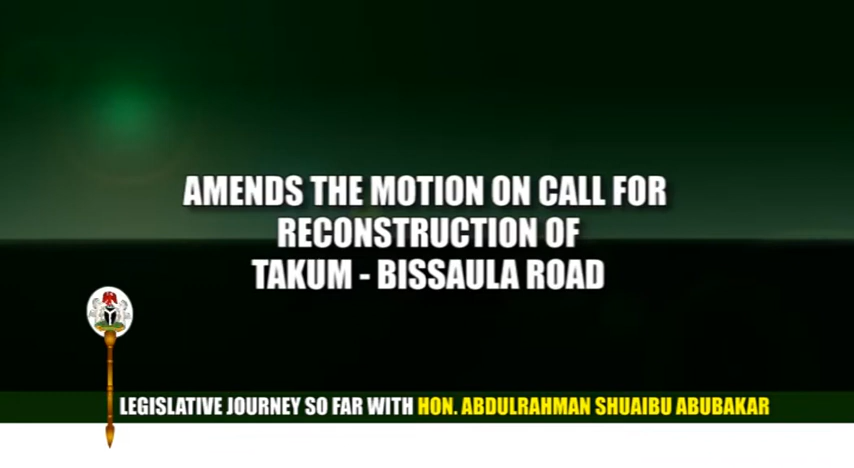 AMENDS THE MOTION ON CALL FOR
RECONSTRUCTION OF
TAKUM - BISSAULA ROAD
LEGISLATIVE JOURNEY SO FAR WITH HON. ABDULRAHMAN SHUAIBU ABUBAKAR